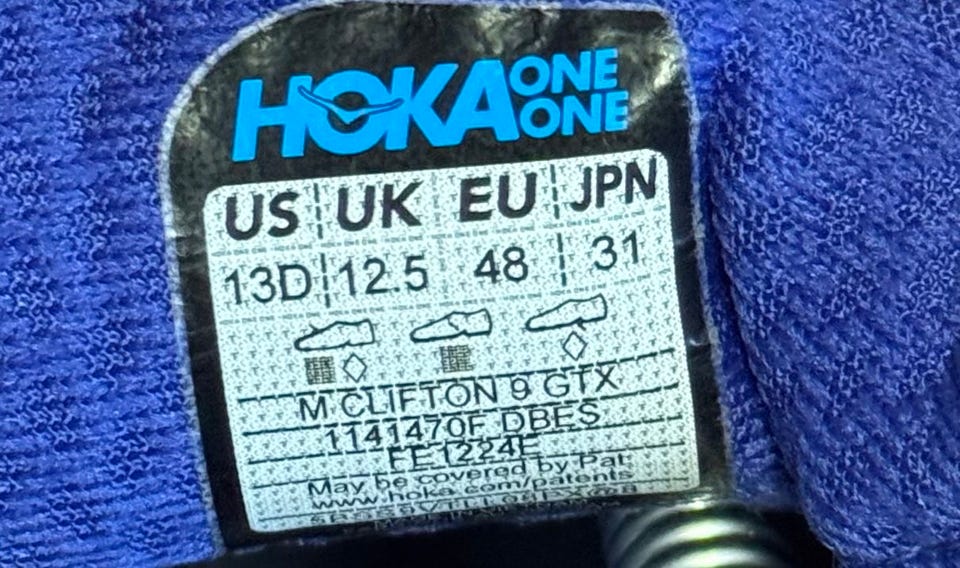 HOKA ONE ONE
US UK EU JPN
13D 12.5 48 31
M CLIFTON 9 GTX
1141470F DBES
FE1224E
May be covered by Pat:
www.hoka.com/patents